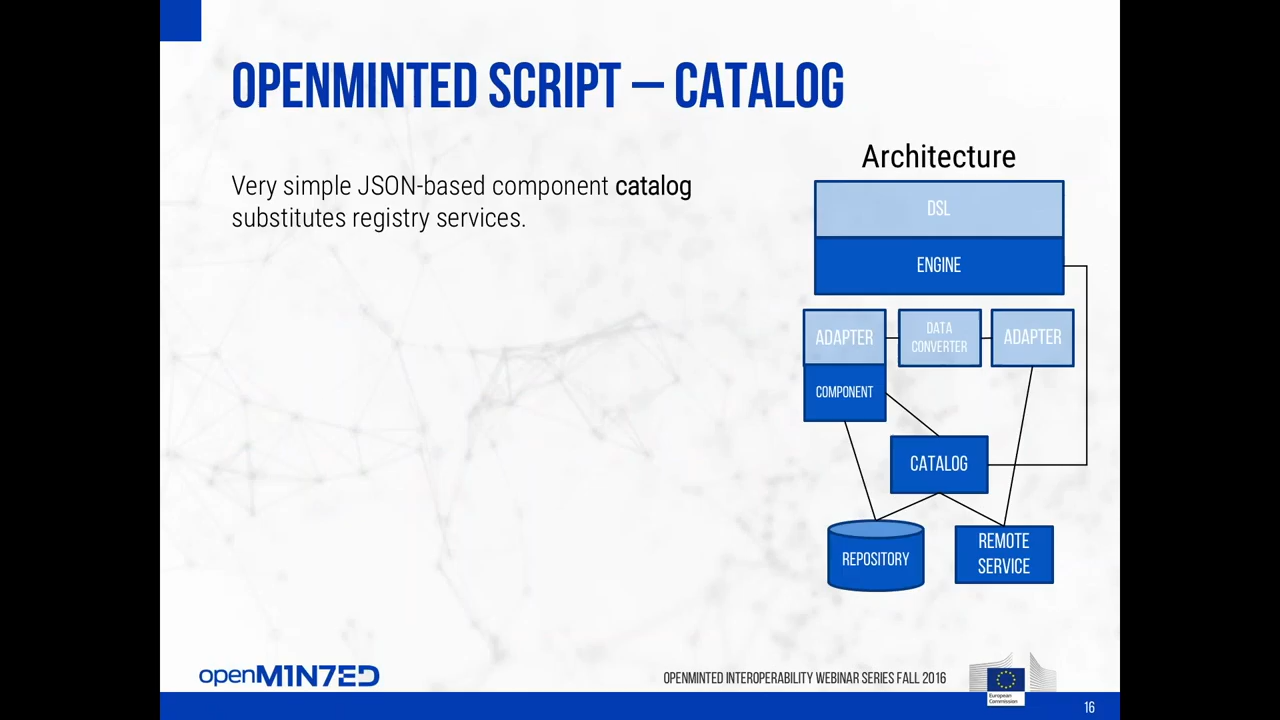 OPENMINTED SCRIPT – CATALOG
Very simple JSON-based component catalog
substitutes registry services.
Architecture
DSL
ENGINE
ADAPTER
DATA
CONVERTER
ADAPTER
COMPONENT
CATALOG
REPOSITORY
REMOTE
SERVICE
openM1N7ED
OPENMINTED INTEROPERABILITY WEBINAR SERIES FALL 2016
European
Commission
16